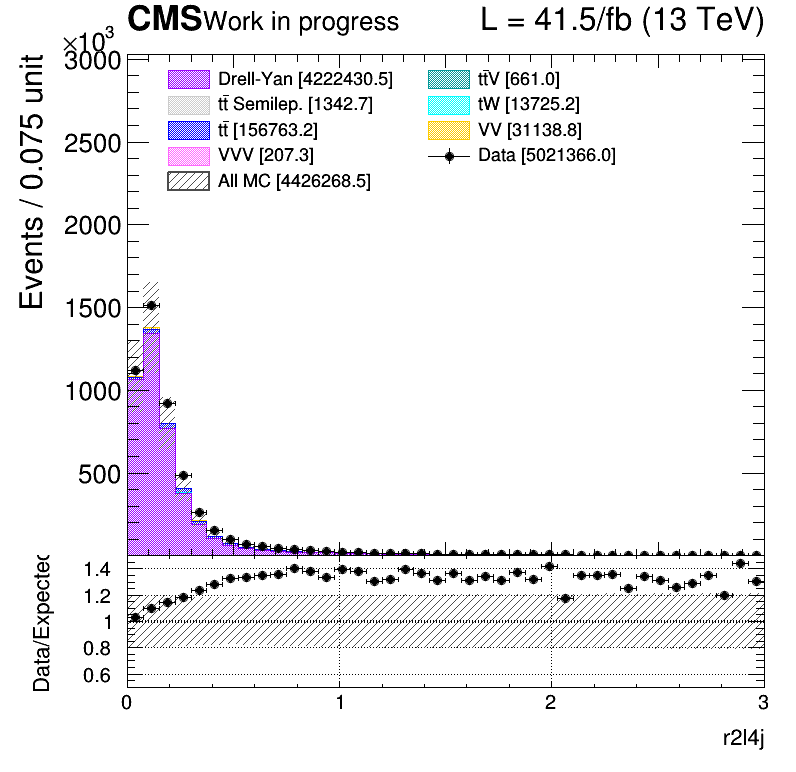 CMS Work in progress L = 41.5/fb (13 TeV)
×10³
Events / 0.075 unit
3000
2500
2000
1500
1000
500
Drell-Yan [4222430.5]
tt̄ Semilep. [1342.7]
tt̄ [156763.2]
VVV [207.3]
All MC [4426268.5]
tt̄V [661.0]
tW [13725.2]
VV [31138.8]
Data [5021366.0]
Data/Expected
1.4
1.2
1
0.8
0.6
0 1 2 3
r2l4j